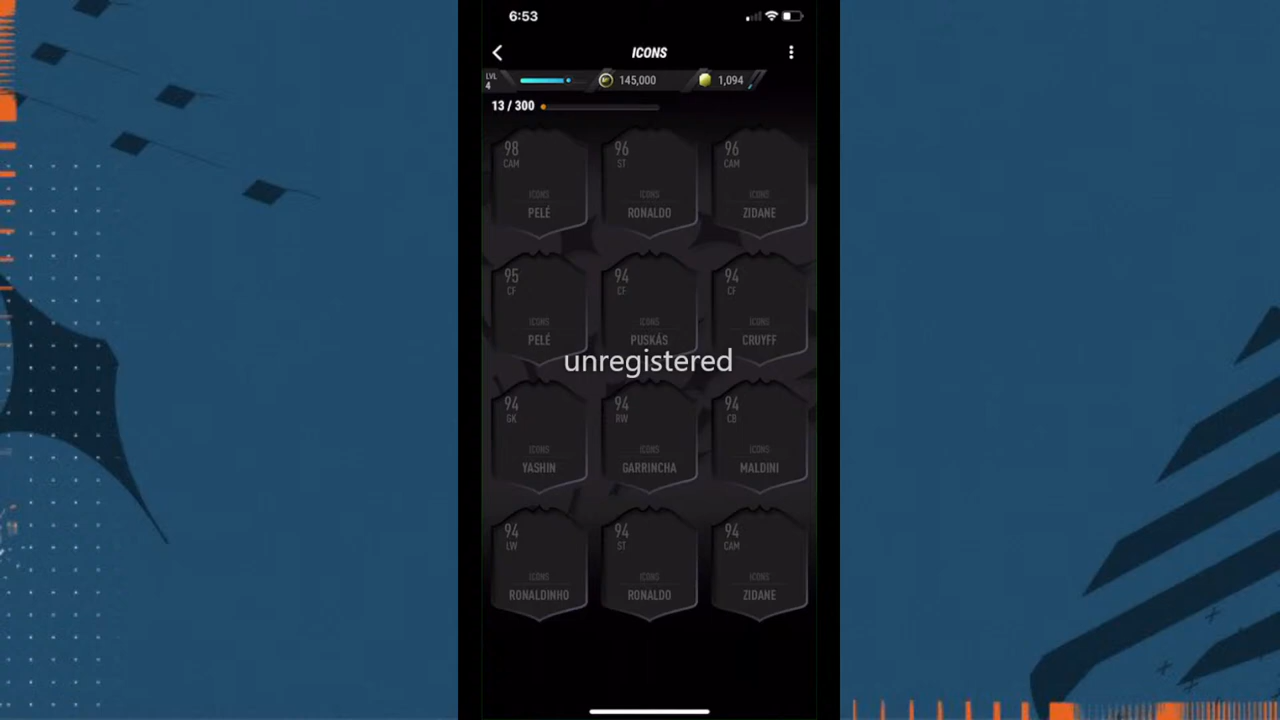 6:53
ICONS
LVL
4
145,000
1,094
13 / 300
98
CAM
ICONS
PELÉ
96
ST
ICONS
RONALDO
96
CAM
ICONS
ZIDANE
95
CF
ICONS
PELÉ
94
CF
ICONS
PUSKÁS
94
CF
ICONS
CRUYFF
unregistered
94
GK
ICONS
YASHIN
94
RW
ICONS
GARRINCHA
94
CB
ICONS
MALDINI
94
LW
ICONS
RONALDINHO
94
ST
ICONS
RONALDO
94
CAM
ICONS
ZIDANE